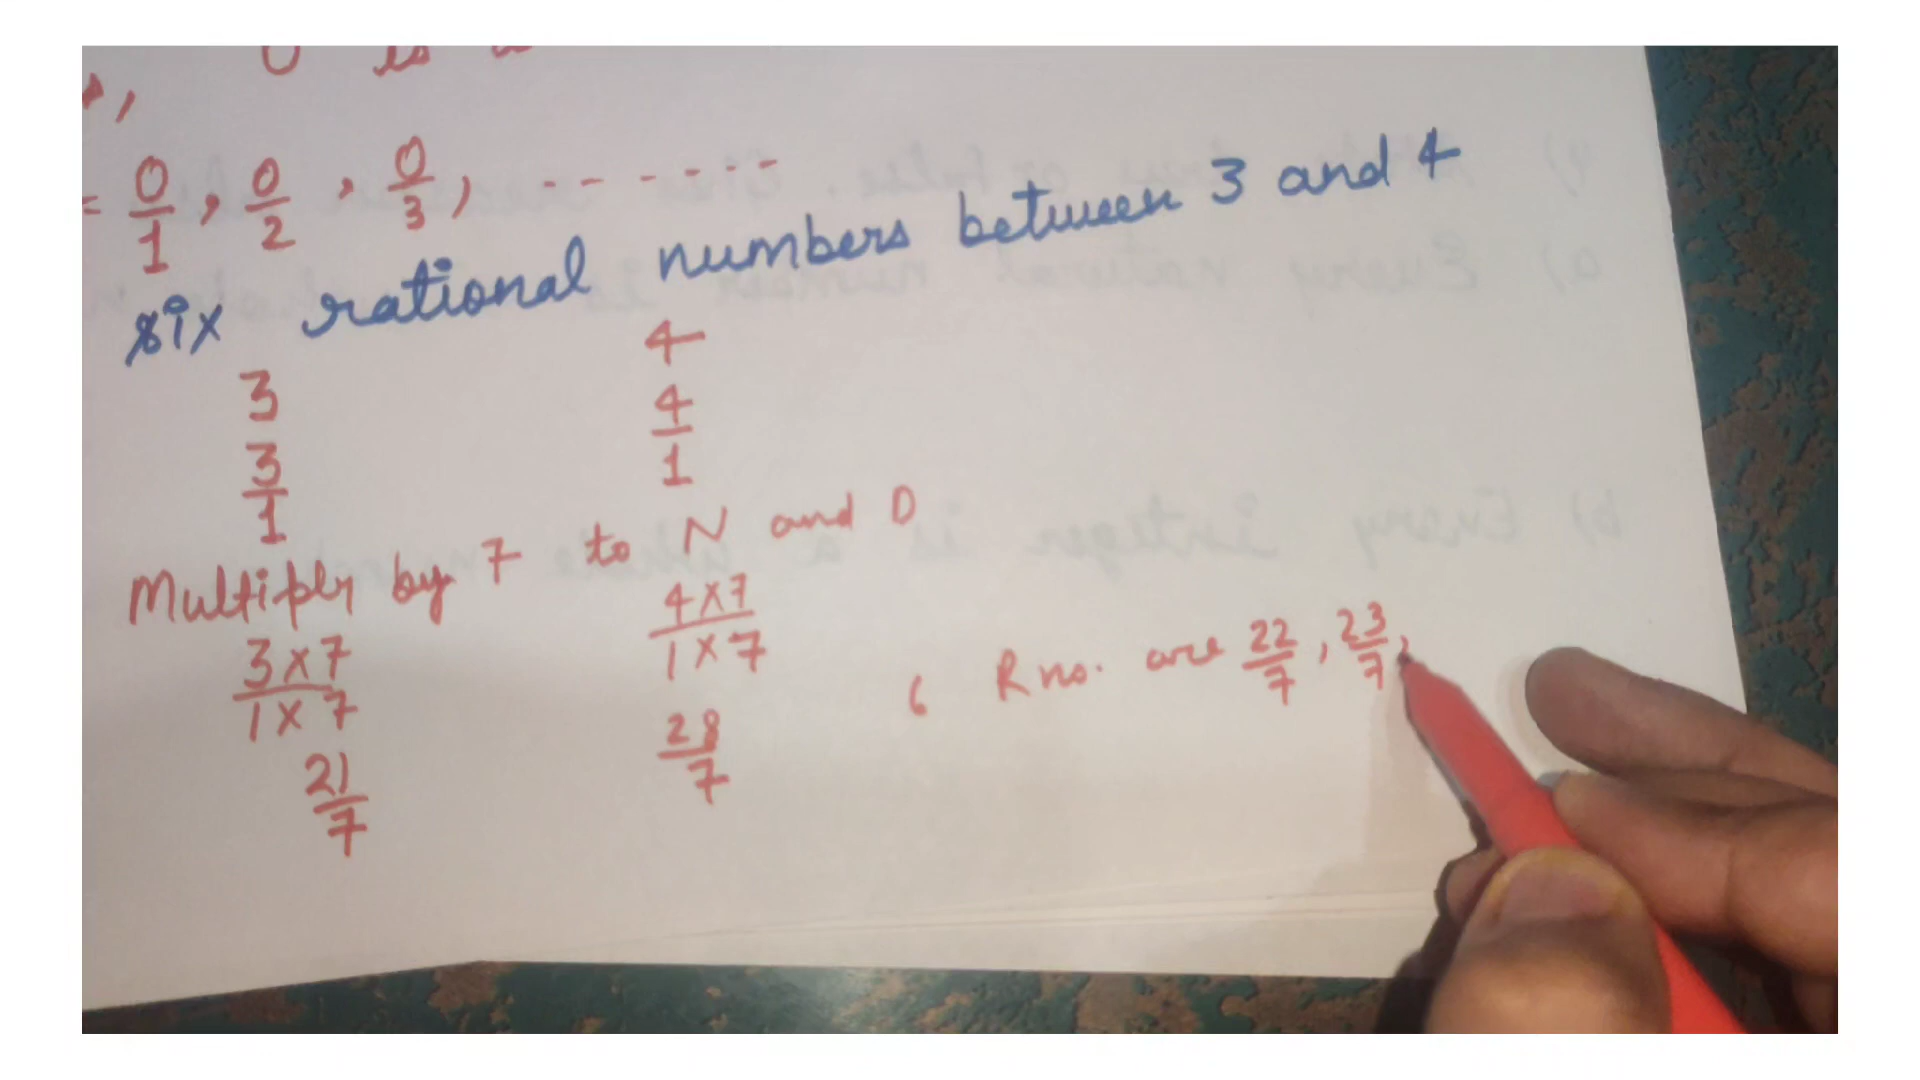 0 is a
= 0/1, 0/2, 0/3, .......
six rational numbers between 3 and 4
3 4
3/1 4/1
Multiply by 7 to N and D
3×7/1×7 4×7/1×7
21/7 28/7
6 R no. are 22/7, 23/7,